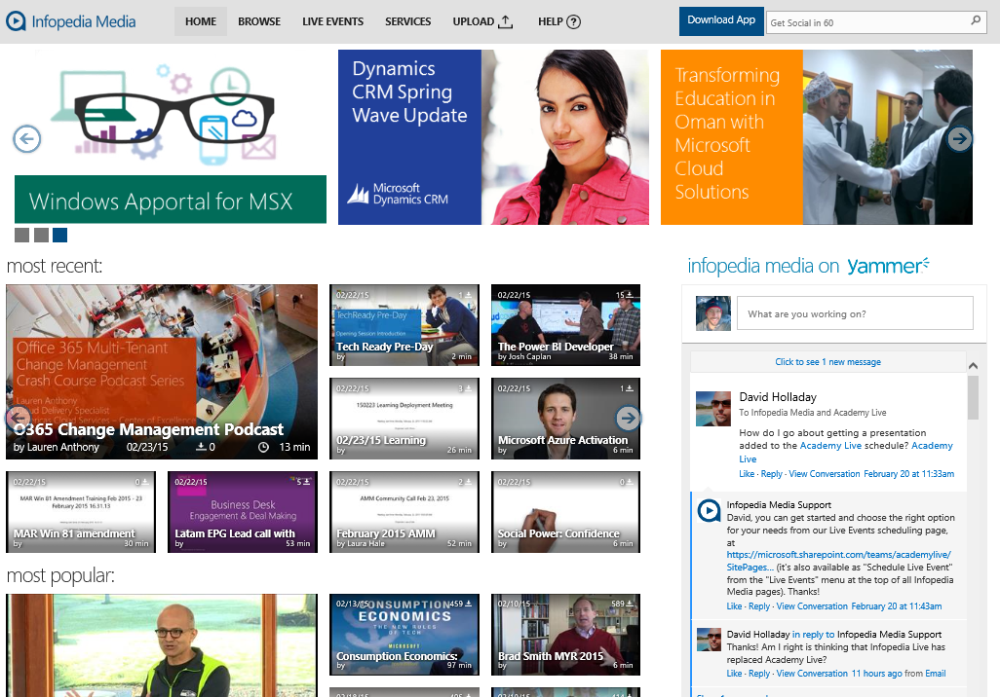 Infopedia Media
HOME
BROWSE
LIVE EVENTS
SERVICES
UPLOAD
HELP
Download App
Get Social in 60
Windows Apportal for MSX
Dynamics
CRM Spring
Wave Update
Microsoft
Dynamics CRM
Transforming
Education in
Oman with
Microsoft
Cloud
Solutions
most recent:
Office 365 Multi-Tenant
Change Management
Crash Course Podcast Series
Lauren Anthony
Cloud Delivery Specialist
Americas Cloud Services – Center of Excellence
O365 Change Management Podcast
by Lauren Anthony 02/23/15 0 13 min
02/22/15 1
TechReady Pre-Day
Opening Session Introduction
Tech Ready Pre-Day
by 2 min
02/22/15 15
The Power BI Developer
by Josh Caplan 38 min
02/22/15 3
150223 Learning Deployment Meeting
02/23/15 Learning
by 26 min
02/22/15 1
Microsoft Azure Activation
by 6 min
02/22/15 0
MAR Win 81 Amendment Training Feb 2015 - 23
February 2015 16.31.13
MAR Win 81 amendment
by 30 min
02/22/15 5
Business Desk
Engagement & Deal Making
Latam EPG Lead call with
by 53 min
02/22/15 2
AMM Community Call Feb 23, 2015
February 2015 AMM
by Laura Hale 52 min
02/22/15 0
Social Power: Confidence
by 6 min
most popular:
02/13/15 459
CONSUMPTION
ECONOMICS
THE NEW RULES
OF TECH
MICROSOFT
Consumption Economics:
by 97 min
02/10/15 589
Brad Smith MYR 2015
by 6 min
02/18/15 495
02/10/15 414
infopedia media on yammer
What are you working on?
Click to see 1 new message
David Holladay
To Infopedia Media and Academy Live
How do I go about getting a presentation
added to the Academy Live schedule? Academy
Live
Like · Reply · View Conversation February 20 at 11:33am
Infopedia Media Support
David, you can get started and choose the right option
for your needs from our Live Events scheduling page,
at
https://microsoft.sharepoint.com/teams/academylive/
SitePages... (it's also available as "Schedule Live Event"
from the "Live Events" menu at the top of all Infopedia
Media pages). Thanks!
Like · Reply · View Conversation February 20 at 11:43am
David Holladay in reply to Infopedia Media Support
Thanks! Am I right is thinking that Infopedia Live has
replaced Academy Live?
Like · Reply · View Conversation 11 hours ago from Email